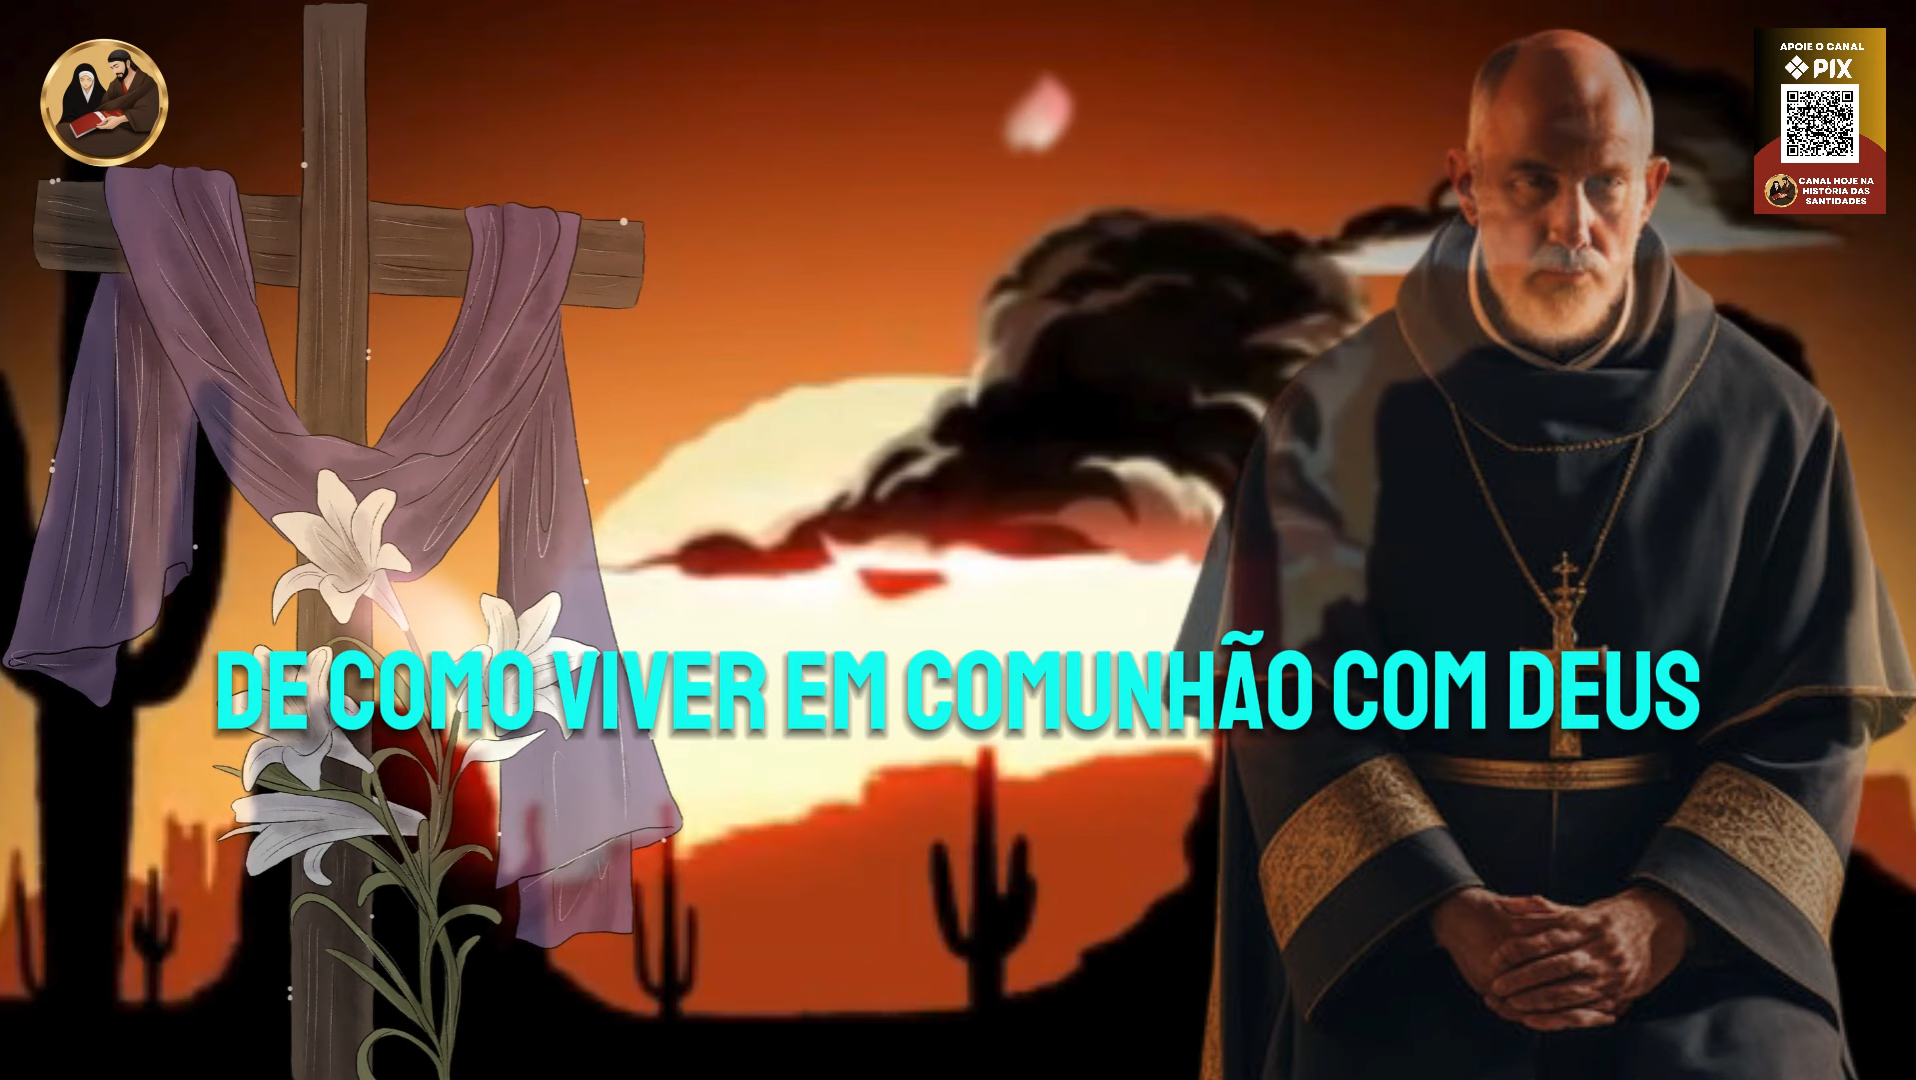 APOIE O CANAL
PIX
CANAL HOJE NA
HISTÓRIA DAS
SANTIDADES
DE COMO VIVER EM COMUNHÃO COM DEUS